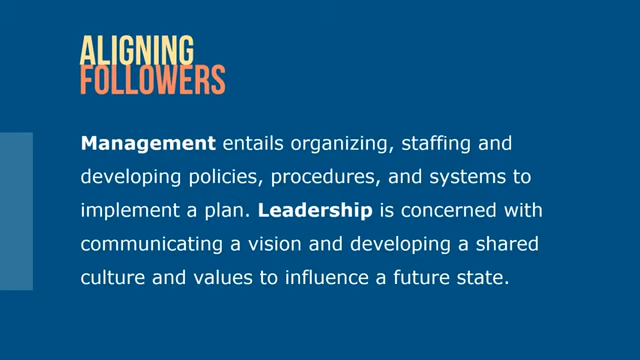 ALIGNING
FOLLOWERS
Management entails organizing, staffing and
developing policies, procedures, and systems to
implement a plan. Leadership is concerned with
communicating a vision and developing a shared
culture and values to influence a future state.